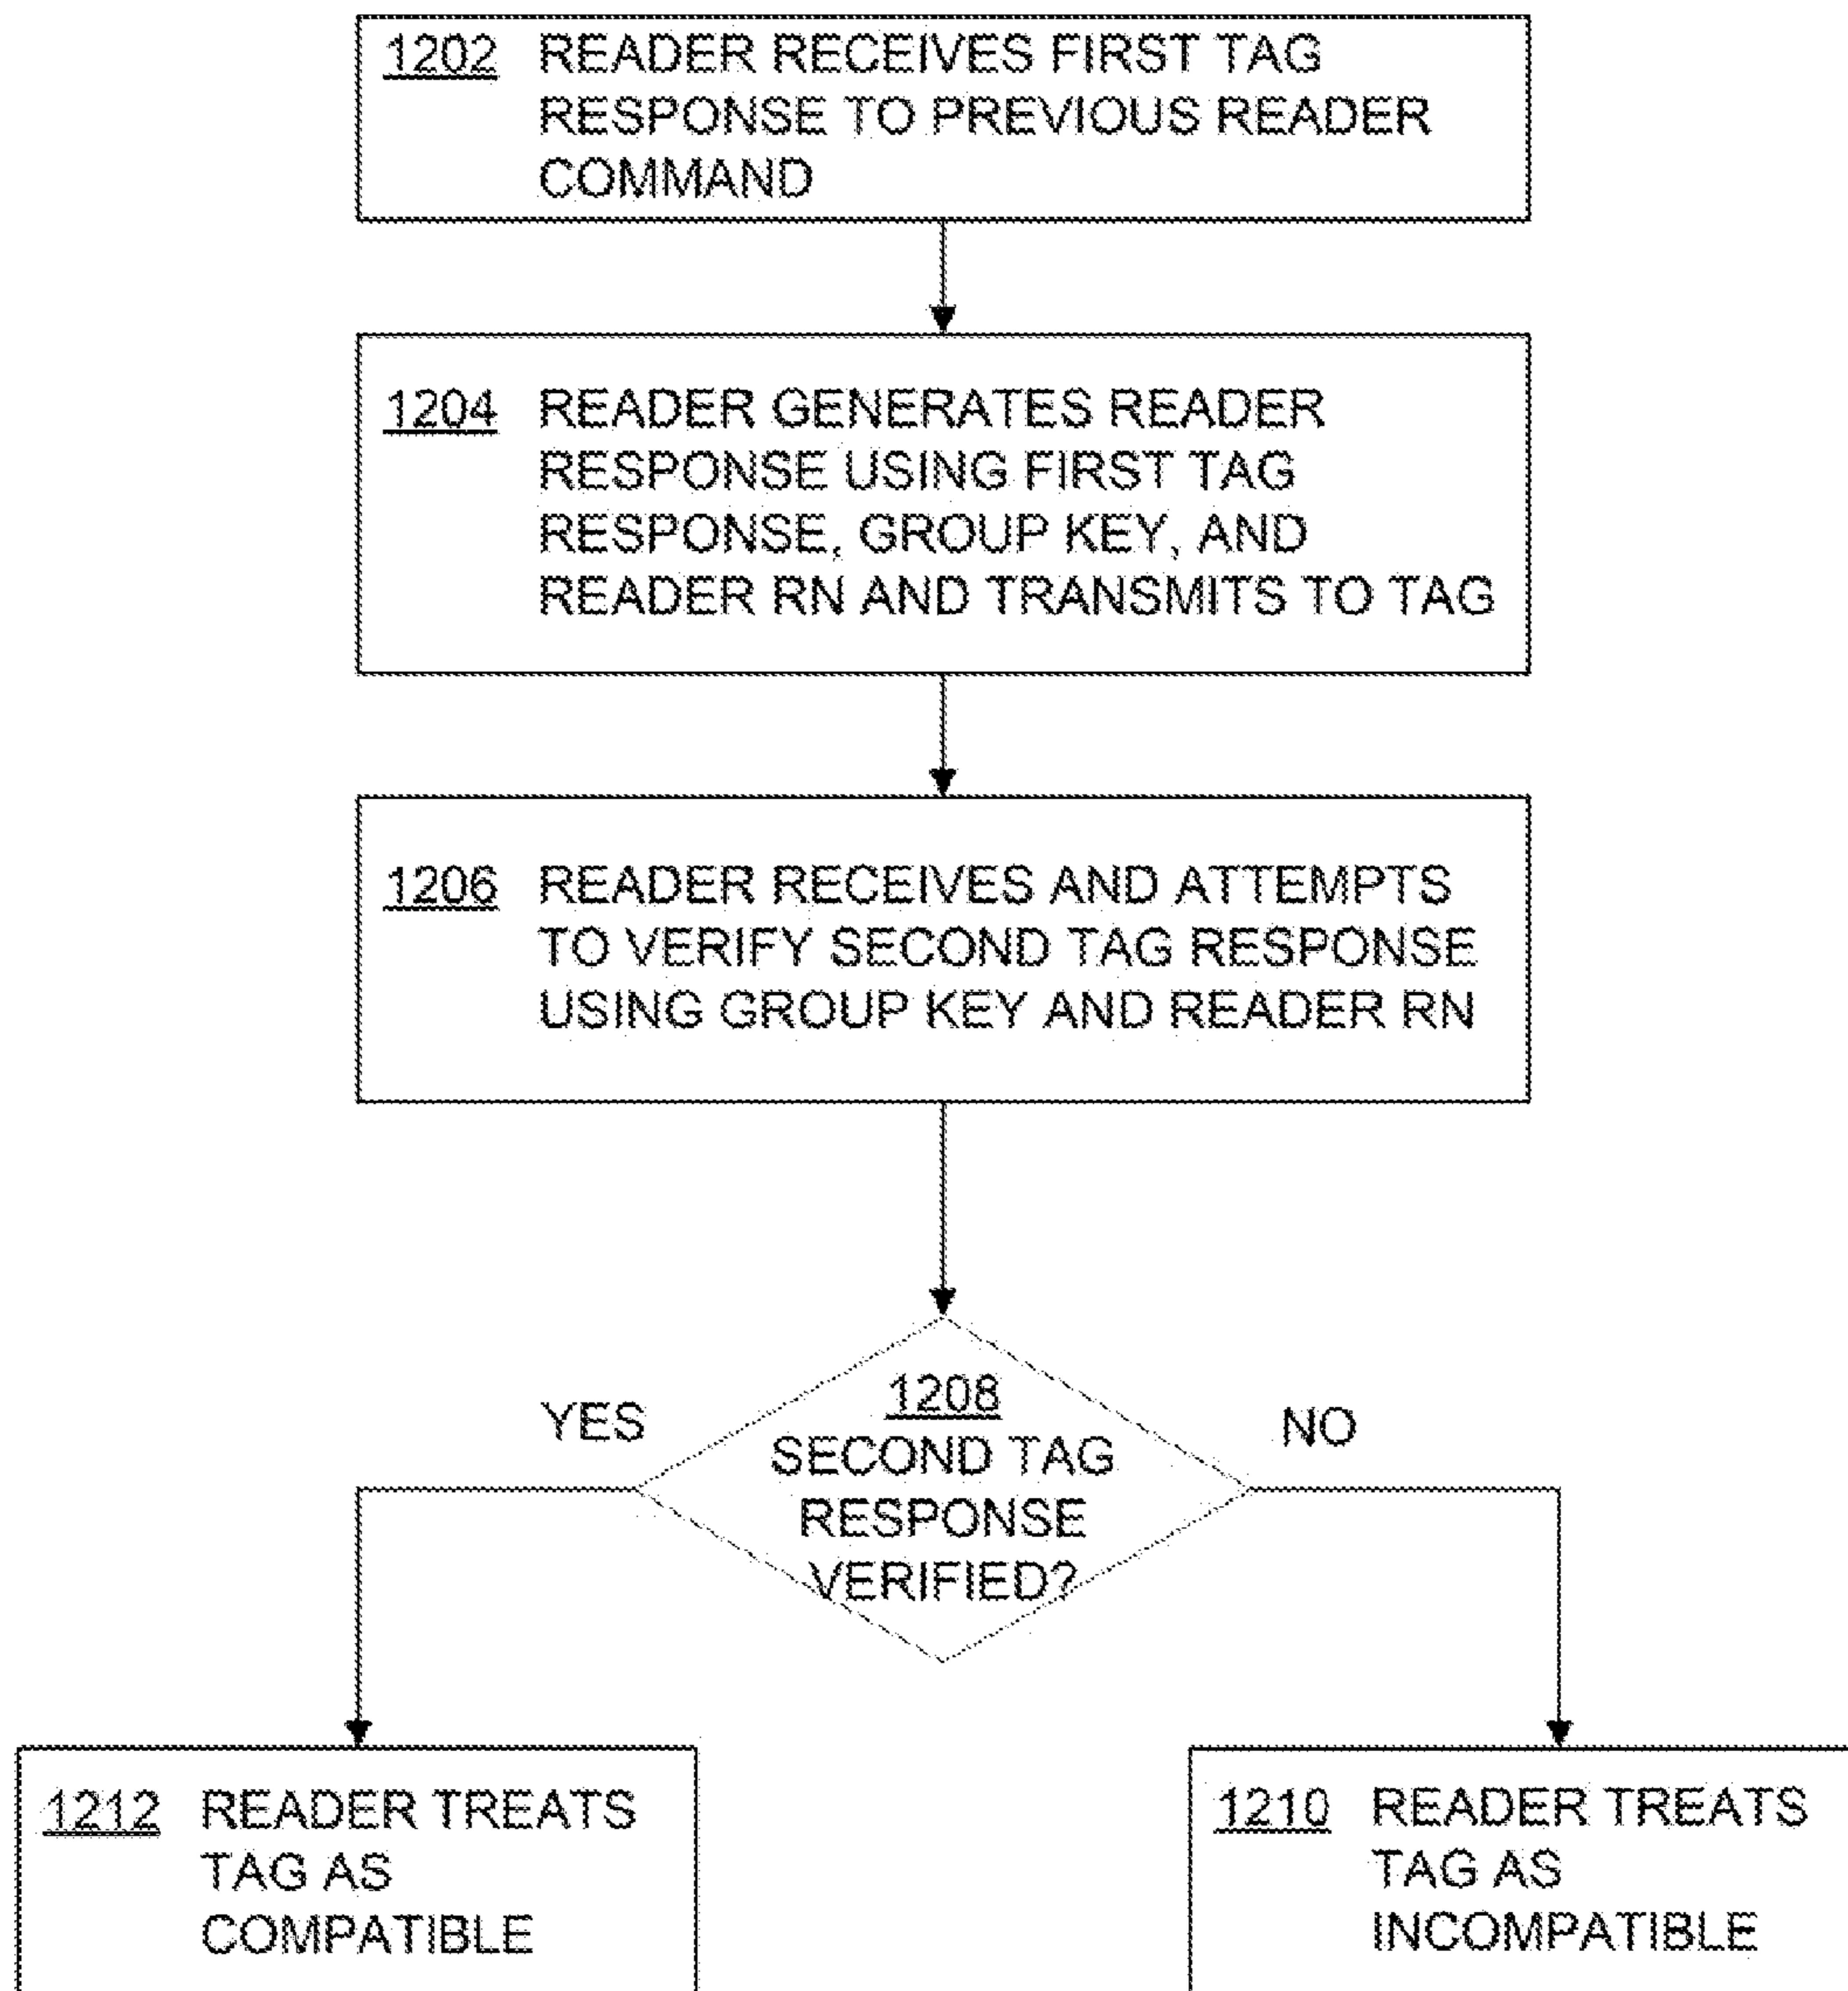 1202 READER RECEIVES FIRST TAG
RESPONSE TO PREVIOUS READER
COMMAND
1204 READER GENERATES READER
RESPONSE USING FIRST TAG
RESPONSE, GROUP KEY, AND
READER RN AND TRANSMITS TO TAG
1206 READER RECEIVES AND ATTEMPTS
TO VERIFY SECOND TAG RESPONSE
USING GROUP KEY AND READER RN
YES
1208
SECOND TAG
RESPONSE
VERIFIED?
NO
1212 READER TREATS
TAG AS
COMPATIBLE
1210 READER TREATS
TAG AS
INCOMPATIBLE